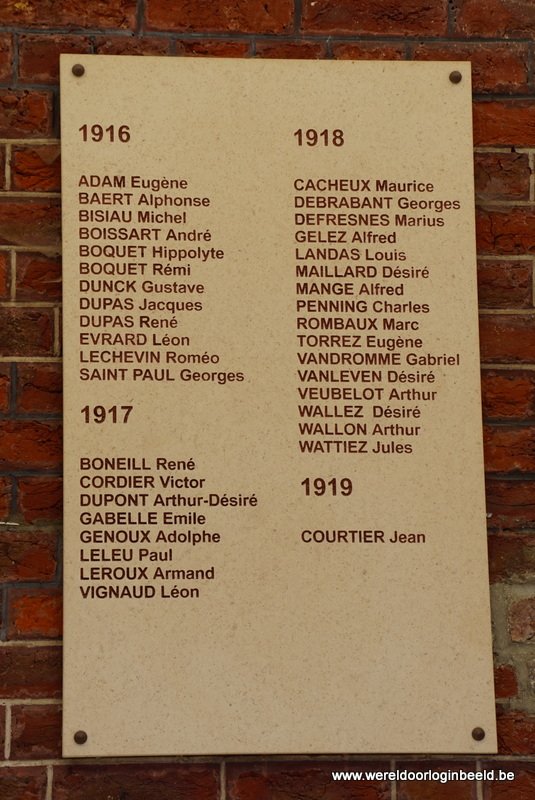 1916
ADAM Eugène
BAERT Alphonse
BISIAU Michel
BOISSART André
BOQUET Hippolyte
BOQUET Rémi
DUNCK Gustave
DUPAS Jacques
DUPAS René
EVRARD Léon
LECHEVIN Roméo
SAINT PAUL Georges
1917
BONEILL René
CORDIER Victor
DUPONT Arthur-Désiré
GABELLE Emile
GENOUX Adolphe
LELEU Paul
LEROUX Armand
VIGNAUD Léon
1918
CACHEUX Maurice
DEBRABANT Georges
DEFRESNES Marius
GELEZ Alfred
LANDAS Louis
MAILLARD Désiré
MANGE Alfred
PENNING Charles
ROMBAUX Marc
TORREZ Eugène
VANDROMME Gabriel
VANLEVEN Désiré
VEUBELOT Arthur
WALLEZ Désiré
WALLON Arthur
WATTIEZ Jules
1919
COURTIER Jean
www.wereldoorloginbeeld.be